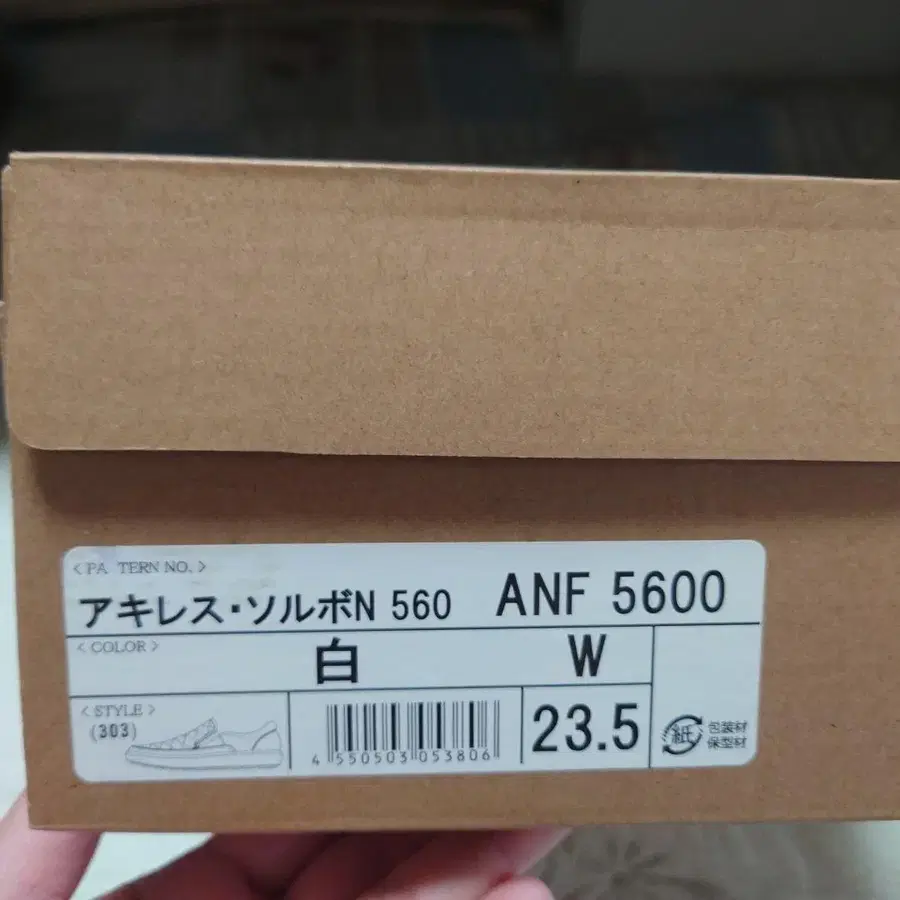 <PA TERN NO.>
アキレス・ソルボN 560 ANF 5600
<COLOR>
白 W
<STYLE>
(303)
4 550503 053806
23.5
紙
包装材
保型材